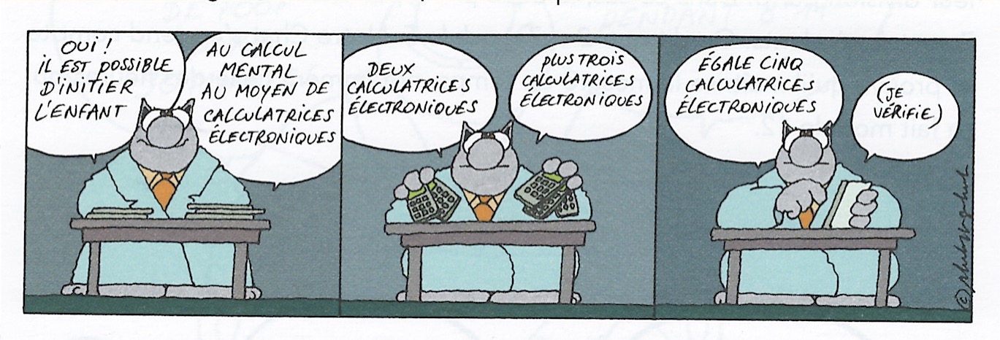 OUI !
iL EST POSSIBLE
D'INITIER
L'ENFANT
AU CALCUL
MENTAL
AU MOYEN DE
CALCULATRICES
ÉLECTRONIQUES
DEUX
CALCULATRICES
ÉLECTRONIQUES
PLUS TROIS
CALCULATRICES
ÉLECTRONIQUES
ÉGALE CINQ
CALCULATRICES
ÉLECTRONIQUES
(JE
VÉRIFIE)